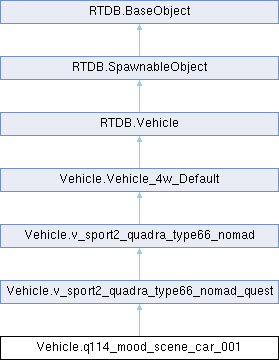 RTDB.BaseObject
RTDB.SpawnableObject
RTDB.Vehicle
Vehicle.Vehicle_4w_Default
Vehicle.v_sport2_quadra_type66_nomad
Vehicle.v_sport2_quadra_type66_nomad_quest
Vehicle.q114_mood_scene_car_001